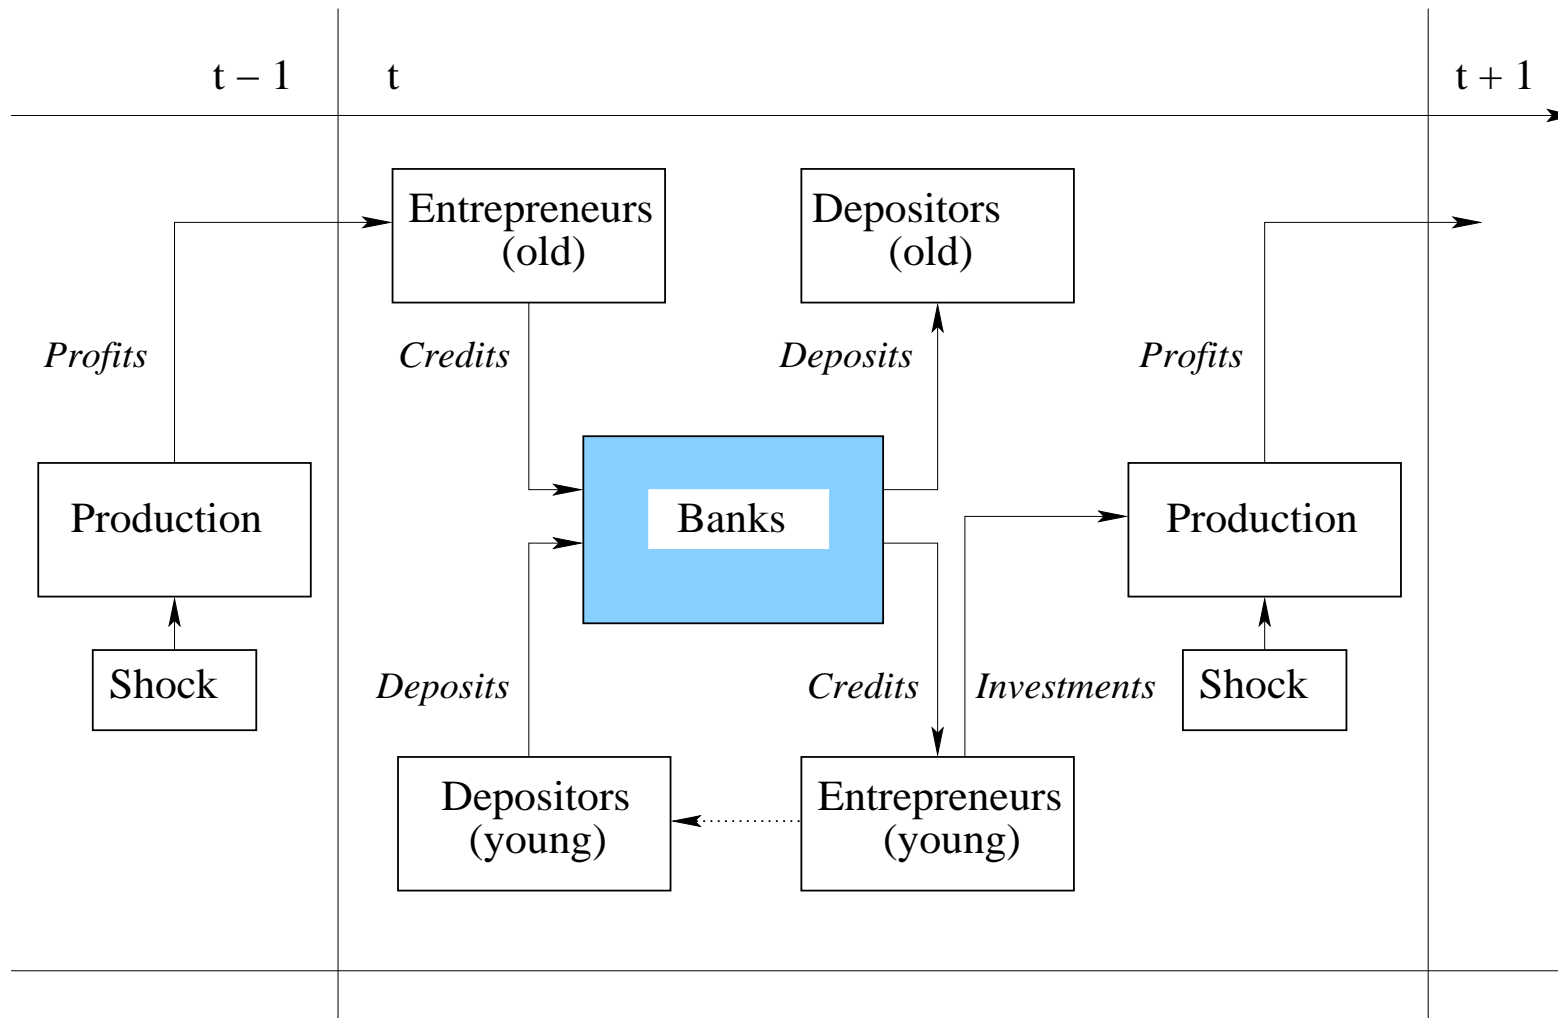 t − 1
t
t + 1
Entrepreneurs
(old)
Depositors
(old)
Profits
Credits
Deposits
Profits
Production
Banks
Production
Shock
Deposits
Credits
Investments
Shock
Depositors
(young)
Entrepreneurs
(young)